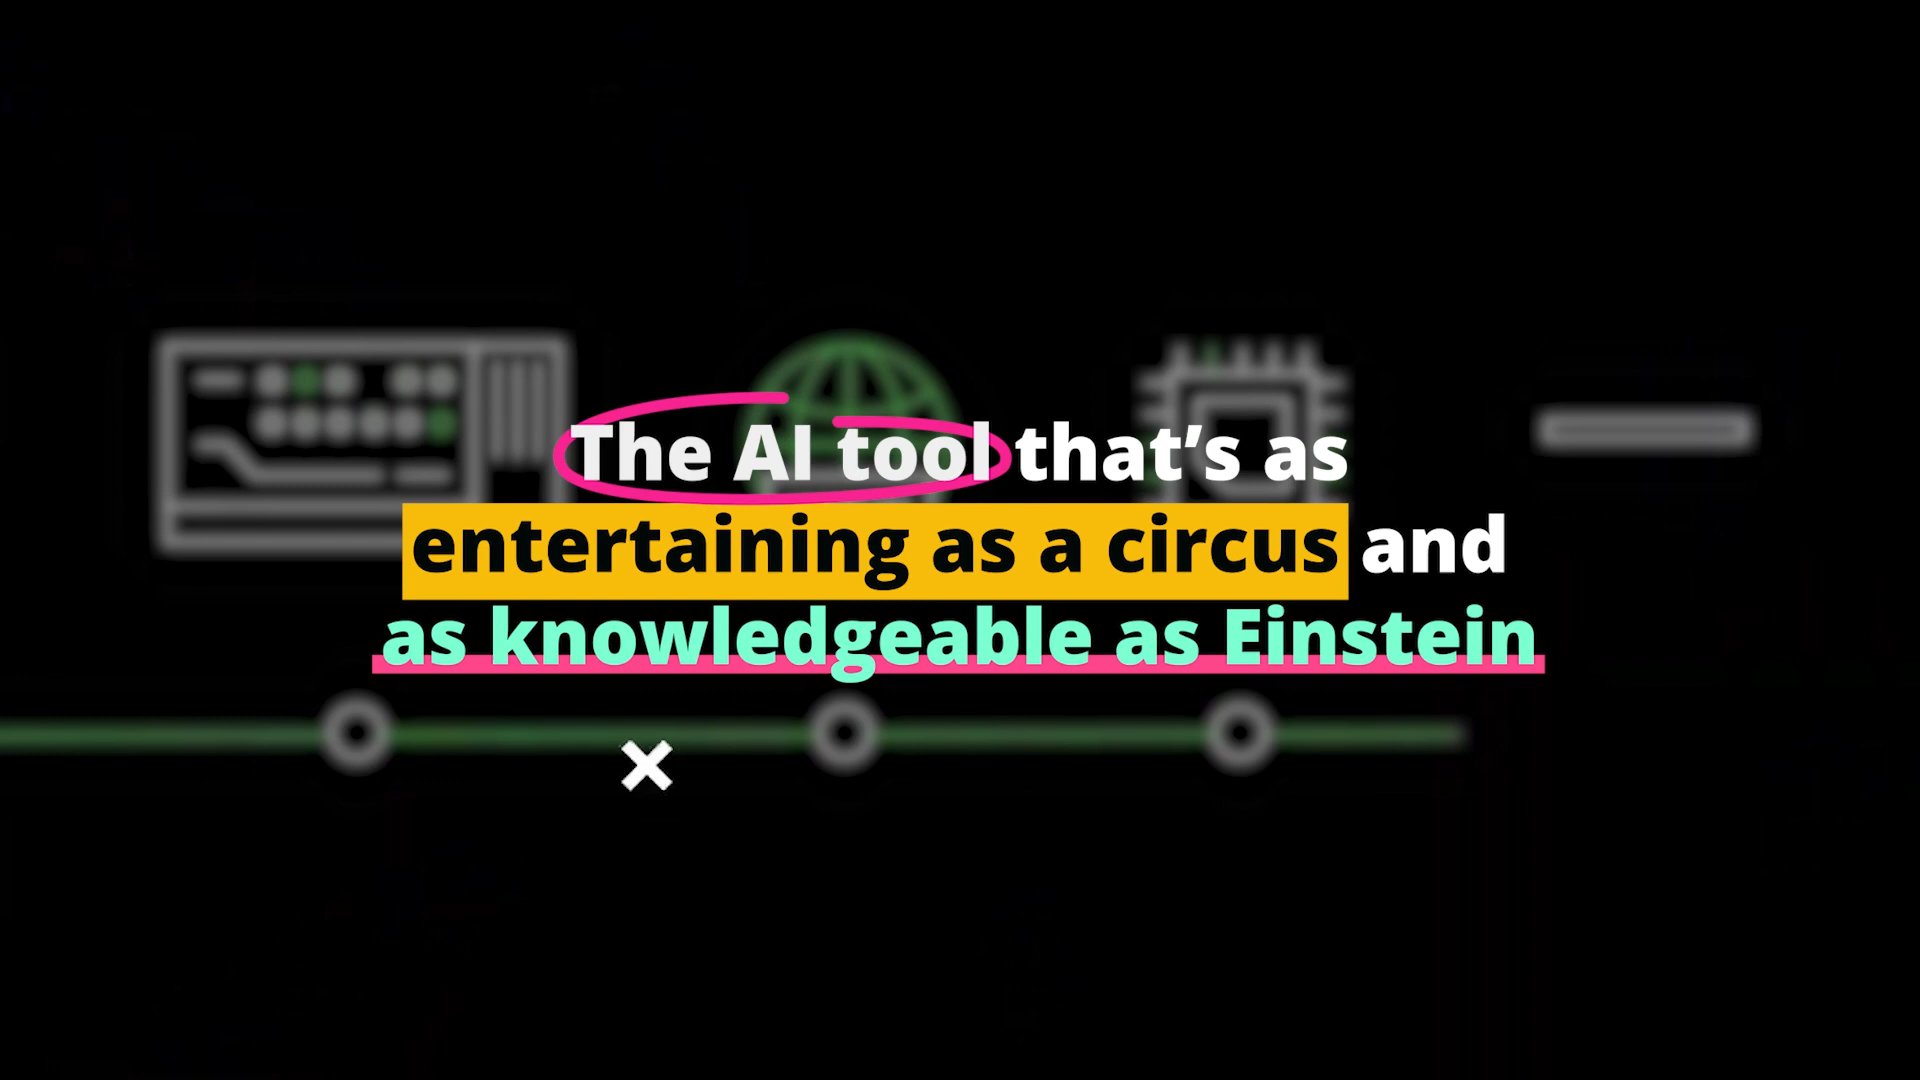 The AI tool that’s as
entertaining as a circus and
as knowledgeable as Einstein